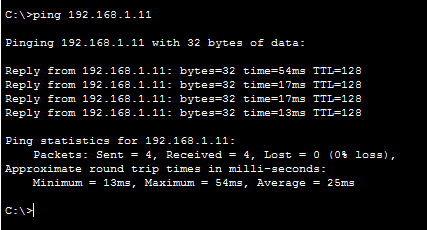 C:\>ping 192.168.1.11
Pinging 192.168.1.11 with 32 bytes of data:
Reply from 192.168.1.11: bytes=32 time=54ms TTL=128
Reply from 192.168.1.11: bytes=32 time=17ms TTL=128
Reply from 192.168.1.11: bytes=32 time=17ms TTL=128
Reply from 192.168.1.11: bytes=32 time=13ms TTL=128
Ping statistics for 192.168.1.11:
    Packets: Sent = 4, Received = 4, Lost = 0 (0% loss),
Approximate round trip times in milli-seconds:
    Minimum = 13ms, Maximum = 54ms, Average = 25ms
C:\>